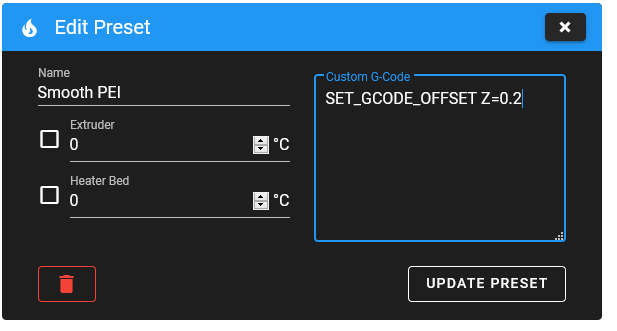 Edit Preset
Name
Smooth PEI
Extruder
0 °C
Heater Bed
0 °C
Custom G-Code
SET_GCODE_OFFSET Z=0.2
UPDATE PRESET